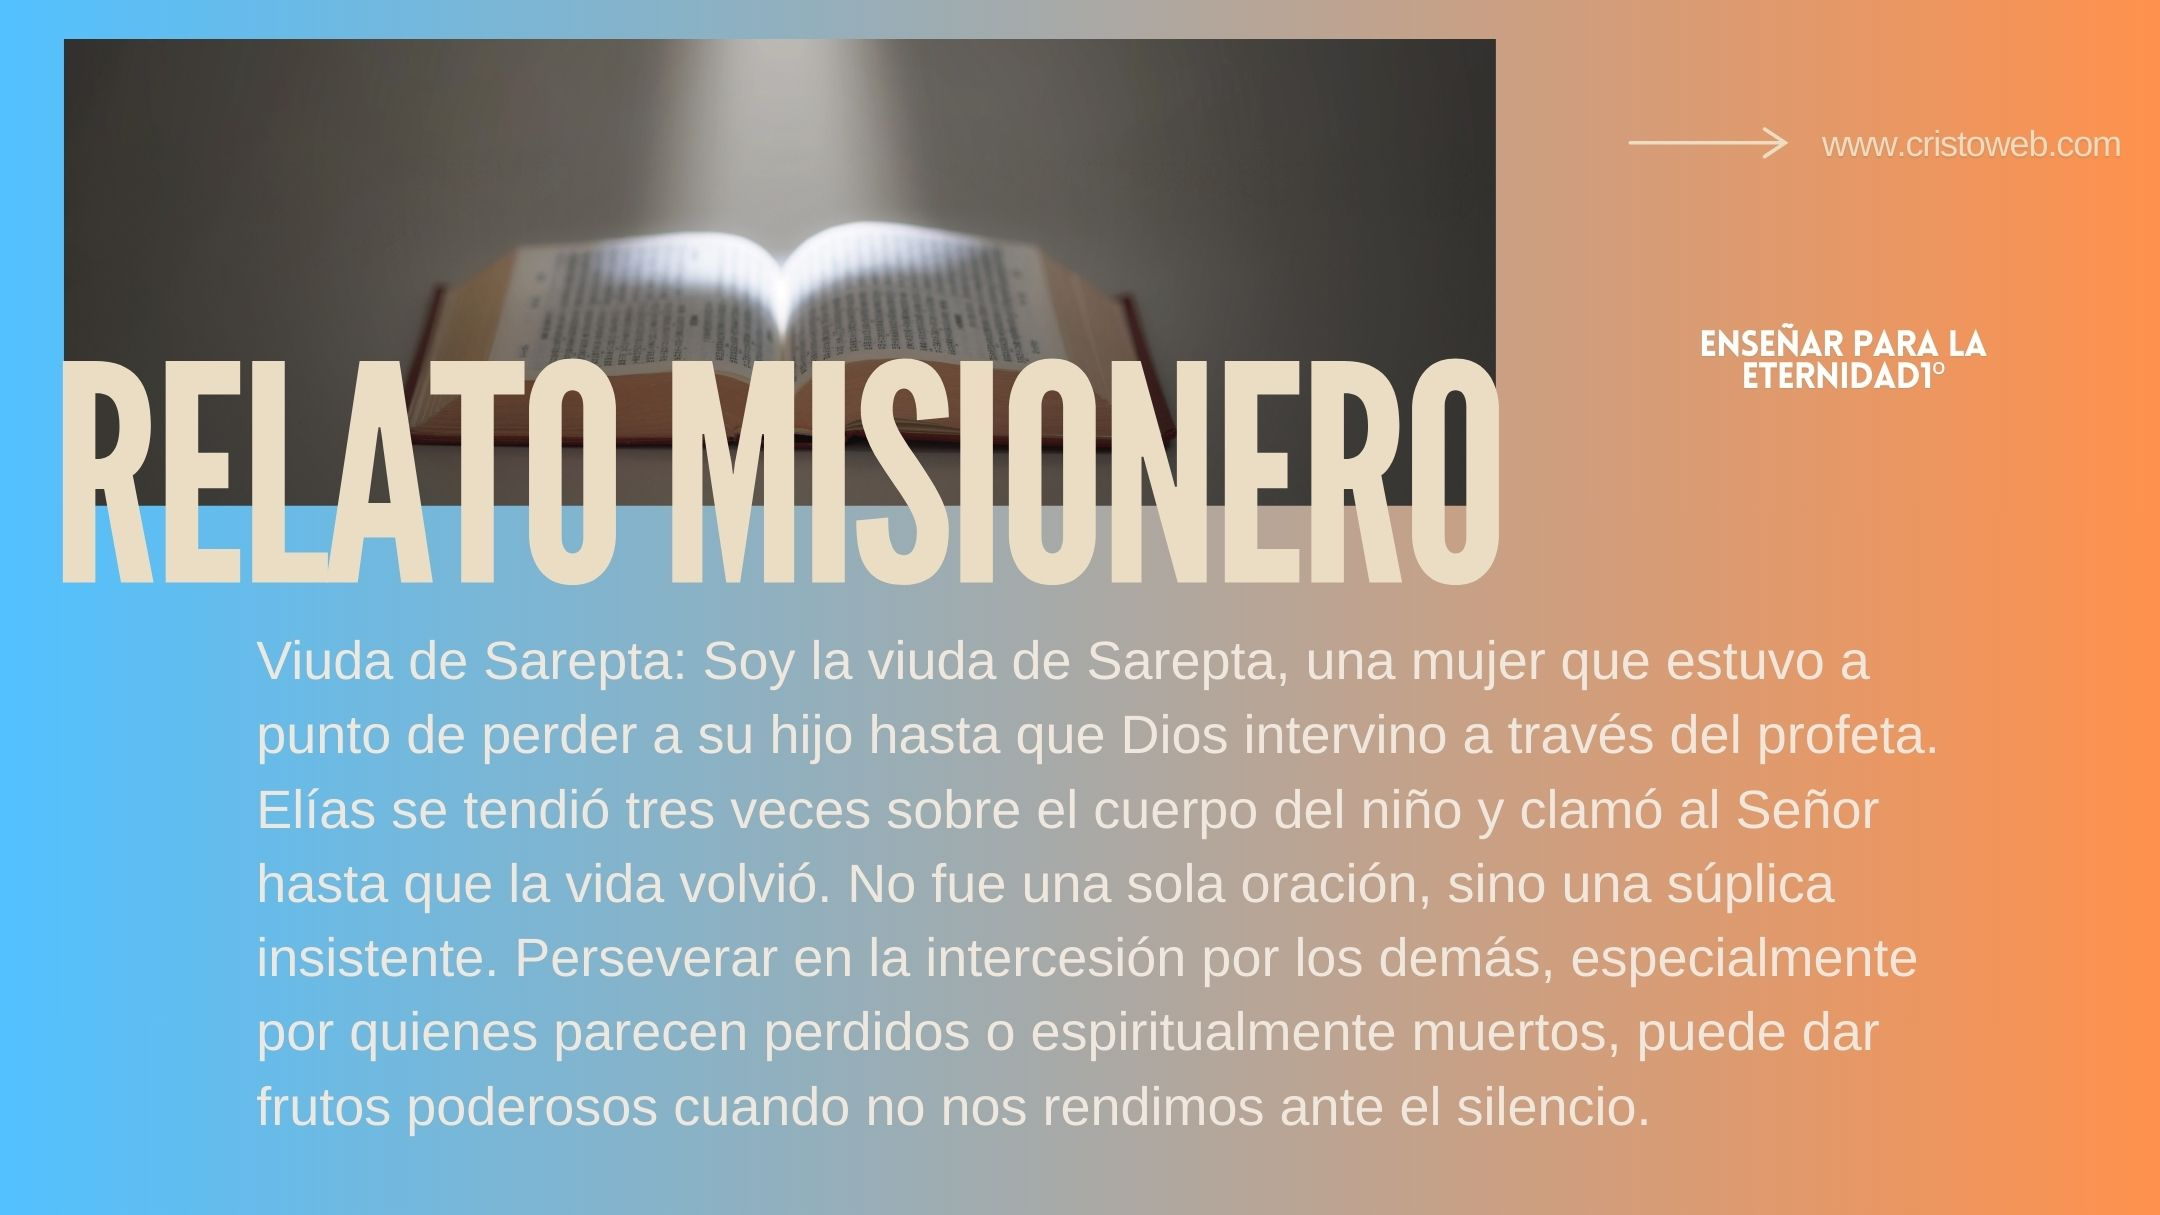 www.cristoweb.com
ENSEÑAR PARA LA
ETERNIDAD1º
RELATO MISIONERO
Viuda de Sarepta: Soy la viuda de Sarepta, una mujer que estuvo a
punto de perder a su hijo hasta que Dios intervino a través del profeta.
Elías se tendió tres veces sobre el cuerpo del niño y clamó al Señor
hasta que la vida volvió. No fue una sola oración, sino una súplica
insistente. Perseverar en la intercesión por los demás, especialmente
por quienes parecen perdidos o espiritualmente muertos, puede dar
frutos poderosos cuando no nos rendimos ante el silencio.